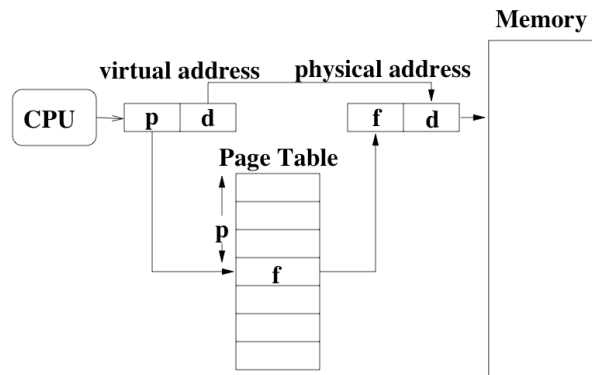 Memory
virtual address physical address
CPU p d f d
Page Table
p
f